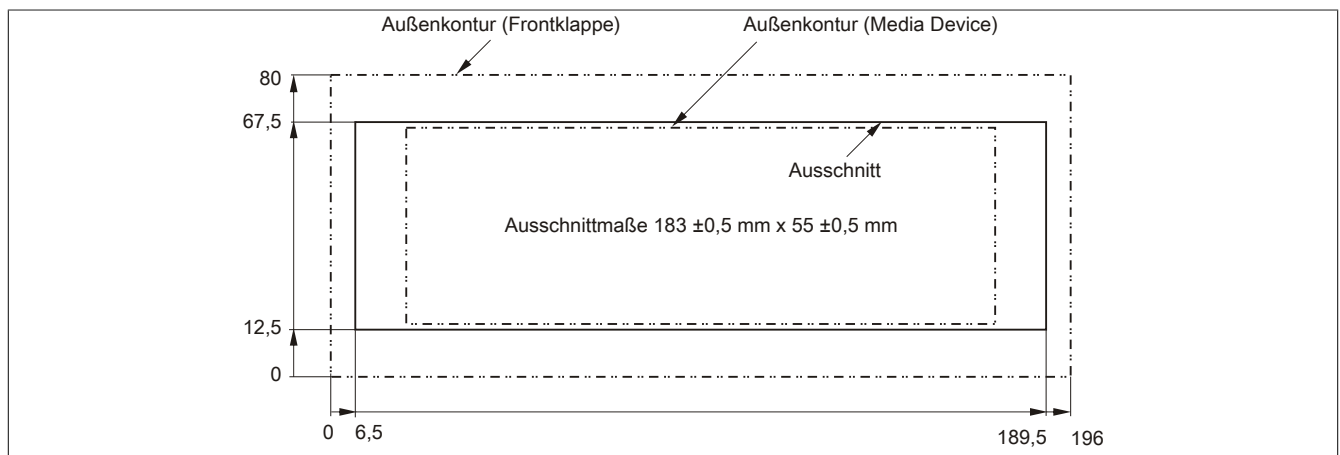 Außenkontur (Frontklappe)
Außenkontur (Media Device)
80
67,5
Ausschnitt
Ausschnittmaße 183 ±0,5 mm x 55 ±0,5 mm
12,5
0
0
6,5
189,5
196